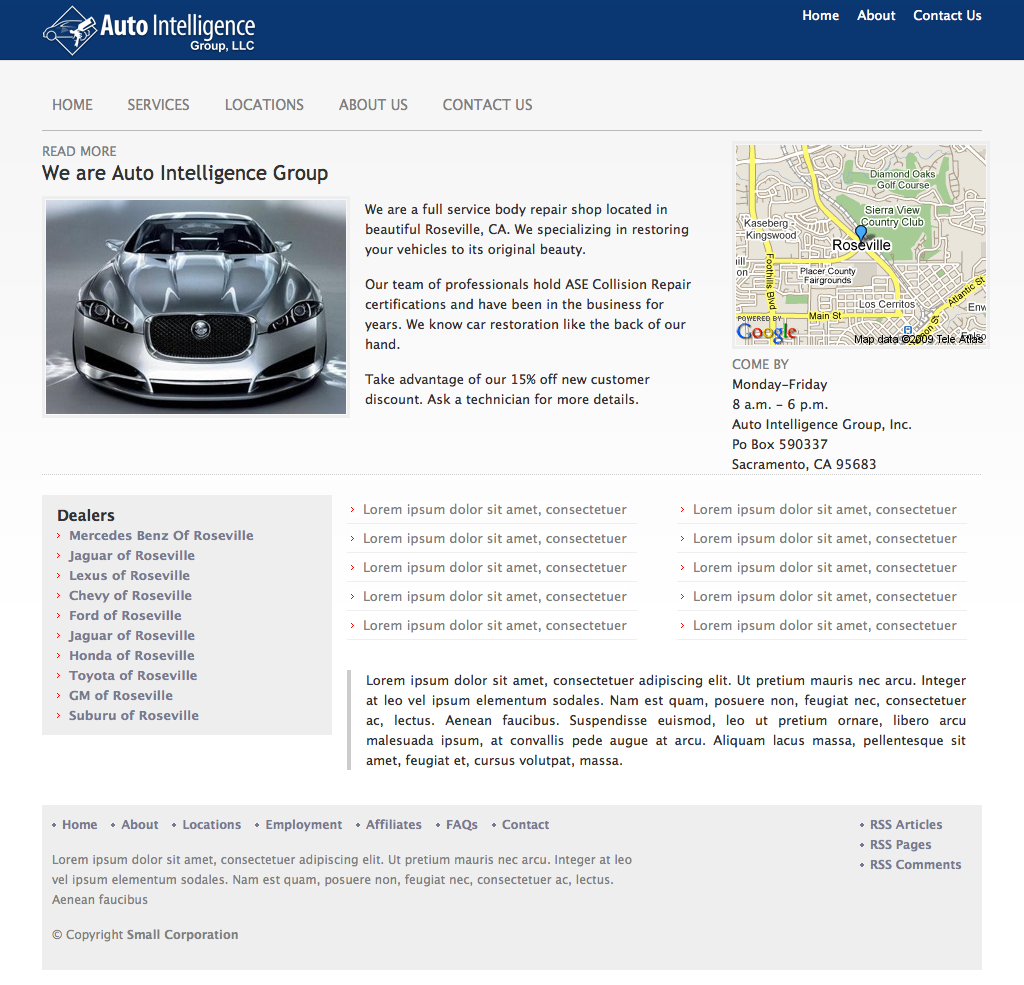 Auto Intelligence
Group, LLC
Home About Contact Us
HOME SERVICES LOCATIONS ABOUT US CONTACT US
READ MORE
We are Auto Intelligence Group
We are a full service body repair shop located in
beautiful Roseville, CA. We specializing in restoring
your vehicles to its original beauty.
Our team of professionals hold ASE Collision Repair
certifications and have been in the business for
years. We know car restoration like the back of our
hand.
Take advantage of our 15% off new customer
discount. Ask a technician for more details.
Diamond Oaks
Golf Course
Sierra View
Country Club
Kaseberg
Kingswood
Roseville
Placer County
Fairgrounds
Foothills Blvd
Los Cerritos
Atlantic St
Main St
POWERED BY
Google
Map data ©2009 Tele Atlas
COME BY
Monday-Friday
8 a.m. - 6 p.m.
Auto Intelligence Group, Inc.
Po Box 590337
Sacramento, CA 95683
Dealers
Mercedes Benz Of Roseville
Jaguar of Roseville
Lexus of Roseville
Chevy of Roseville
Ford of Roseville
Jaguar of Roseville
Honda of Roseville
Toyota of Roseville
GM of Roseville
Suburu of Roseville
Lorem ipsum dolor sit amet, consectetuer
Lorem ipsum dolor sit amet, consectetuer
Lorem ipsum dolor sit amet, consectetuer
Lorem ipsum dolor sit amet, consectetuer
Lorem ipsum dolor sit amet, consectetuer
Lorem ipsum dolor sit amet, consectetuer
Lorem ipsum dolor sit amet, consectetuer
Lorem ipsum dolor sit amet, consectetuer
Lorem ipsum dolor sit amet, consectetuer
Lorem ipsum dolor sit amet, consectetuer
Lorem ipsum dolor sit amet, consectetuer adipiscing elit. Ut pretium mauris nec arcu. Integer
at leo vel ipsum elementum sodales. Nam est quam, posuere non, feugiat nec, consectetuer
ac, lectus. Aenean faucibus. Suspendisse euismod, leo ut pretium ornare, libero arcu
malesuada ipsum, at convallis pede augue at arcu. Aliquam lacus massa, pellentesque sit
amet, feugiat et, cursus volutpat, massa.
Home About Locations Employment Affiliates FAQs Contact
Lorem ipsum dolor sit amet, consectetuer adipiscing elit. Ut pretium mauris nec arcu. Integer at leo
vel ipsum elementum sodales. Nam est quam, posuere non, feugiat nec, consectetuer ac, lectus.
Aenean faucibus
© Copyright Small Corporation
RSS Articles
RSS Pages
RSS Comments